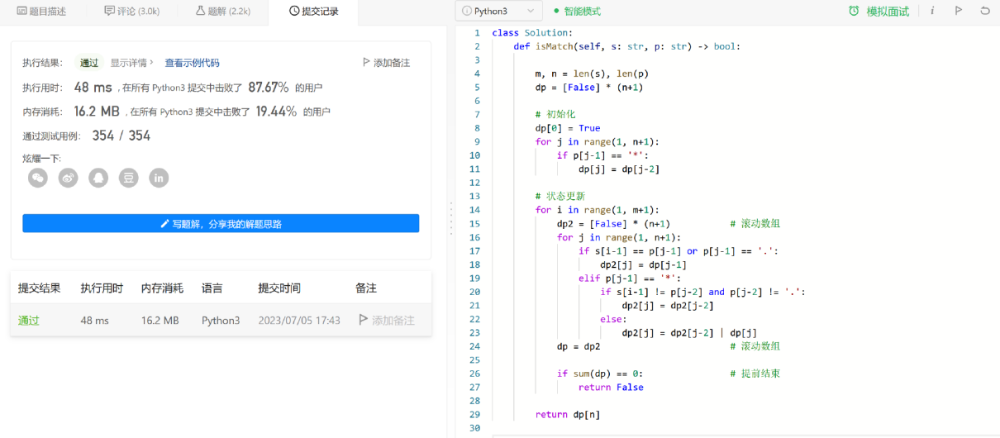 题目描述 评论 (3.0k) 题解 (2.2k) 提交记录
执行结果： 通过 显示详情 › 查看示例代码 添加备注
执行用时： 48 ms , 在所有 Python3 提交中击败了 87.67% 的用户
内存消耗： 16.2 MB , 在所有 Python3 提交中击败了 19.44% 的用户
通过测试用例： 354 / 354
炫耀一下:
豆 in
写题解，分享我的解题思路
提交结果 执行用时 内存消耗 语言 提交时间 备注
通过 48 ms 16.2 MB Python3 2023/07/05 17:43 添加备注
Python3 智能模式 模拟面试 i
1 class Solution:
2     def isMatch(self, s: str, p: str) -> bool:
3
4         m, n = len(s), len(p)
5         dp = [False] * (n+1)
6
7         # 初始化
8         dp[0] = True
9         for j in range(1, n+1):
10             if p[j-1] == '*':
11                 dp[j] = dp[j-2]
12
13         # 状态更新
14         for i in range(1, m+1):
15             dp2 = [False] * (n+1)           # 滚动数组
16             for j in range(1, n+1):
17                 if s[i-1] == p[j-1] or p[j-1] == '.':
18                     dp2[j] = dp[j-1]
19                 elif p[j-1] == '*':
20                     if s[i-1] != p[j-2] and p[j-2] != '.':
21                         dp2[j] = dp2[j-2]
22                     else:
23                         dp2[j] = dp2[j-2] | dp[j]
24             dp = dp2                        # 滚动数组
25
26             if sum(dp) == 0:                # 提前结束
27                 return False
28
29         return dp[n]
30